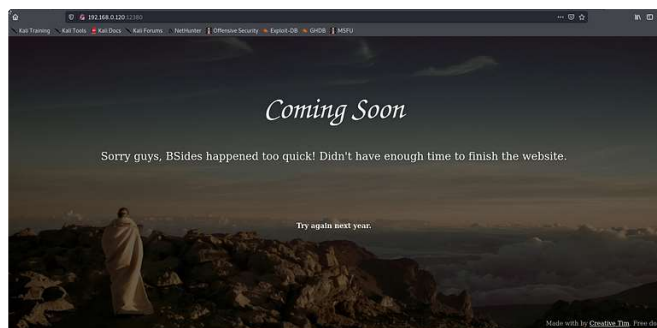 192.168.0.120:12380
Kali Training Kali Tools Kali Docs Kali Forums NetHunter Offensive Security Exploit-DB GHDB MSFU
Coming Soon
Sorry guys, BSides happened too quick! Didn't have enough time to finish the website.
Try again next year.
Made with by Creative Tim. Free do